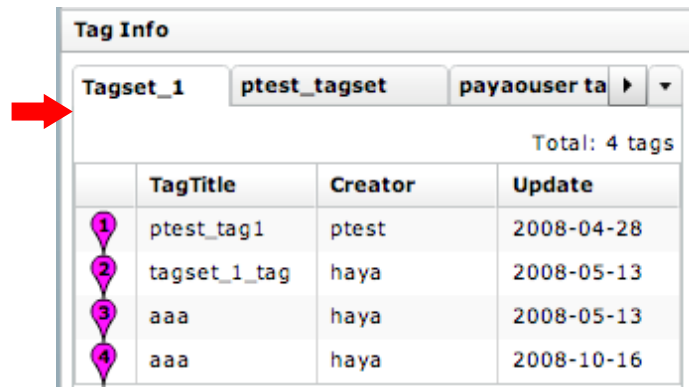 Tag Info
Tagset_1 ptest_tagset payaouser ta
Total: 4 tags
TagTitle Creator Update
1 ptest_tag1 ptest 2008-04-28
2 tagset_1_tag haya 2008-05-13
3 aaa haya 2008-05-13
4 aaa haya 2008-10-16